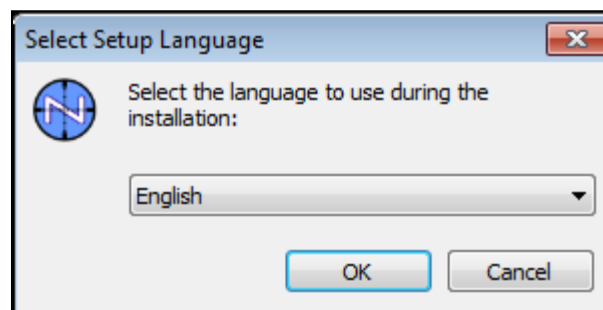 Select Setup Language
Select the language to use during the
installation:
English
OK
Cancel